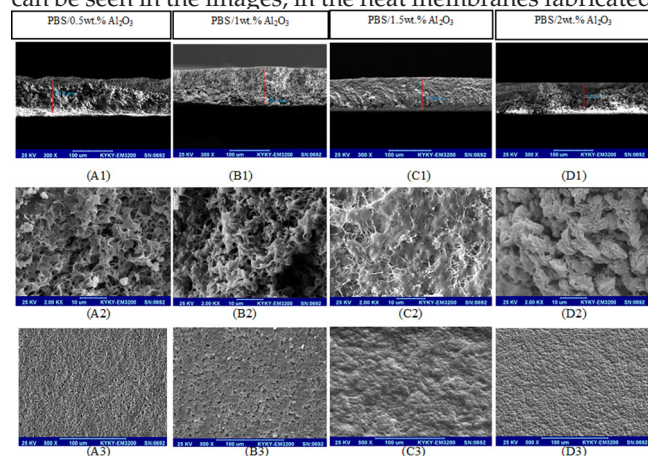 can be seen in the images, in the neat membranes fabricated
PBS/0.5wt.% Al₂O₃ PBS/1wt.% Al₂O₃ PBS/1.5wt.% Al₂O₃ PBS/2wt.% Al₂O₃
25 KV 300 X 100 um KYKY-EM3200 SN:0692 25 KV 300 X 100 um KYKY-EM3200 SN:0692 25 KV 300 X 100 um KYKY-EM3200 SN:0692 25 KV 300 X 100 um KYKY-EM3200 SN:0692
(A1) (B1) (C1) (D1)
25 KV 2.00 KX 10 um KYKY-EM3200 SN:0692 25 KV 2.00 KX 10 um KYKY-EM3200 SN:0692 25 KV 2.00 KX 10 um KYKY-EM3200 SN:0692 25 KV 2.00 KX 10 um KYKY-EM3200 SN:0692
(A2) (B2) (C2) (D2)
25 KV 500 X 100 um KYKY-EM3200 SN:0692 25 KV 500 X 100 um KYKY-EM3200 SN:0692 25 KV 500 X 100 um KYKY-EM3200 SN:0692 25 KV 500 X 100 um KYKY-EM3200 SN:0692
(A3) (B3) (C3) (D3)